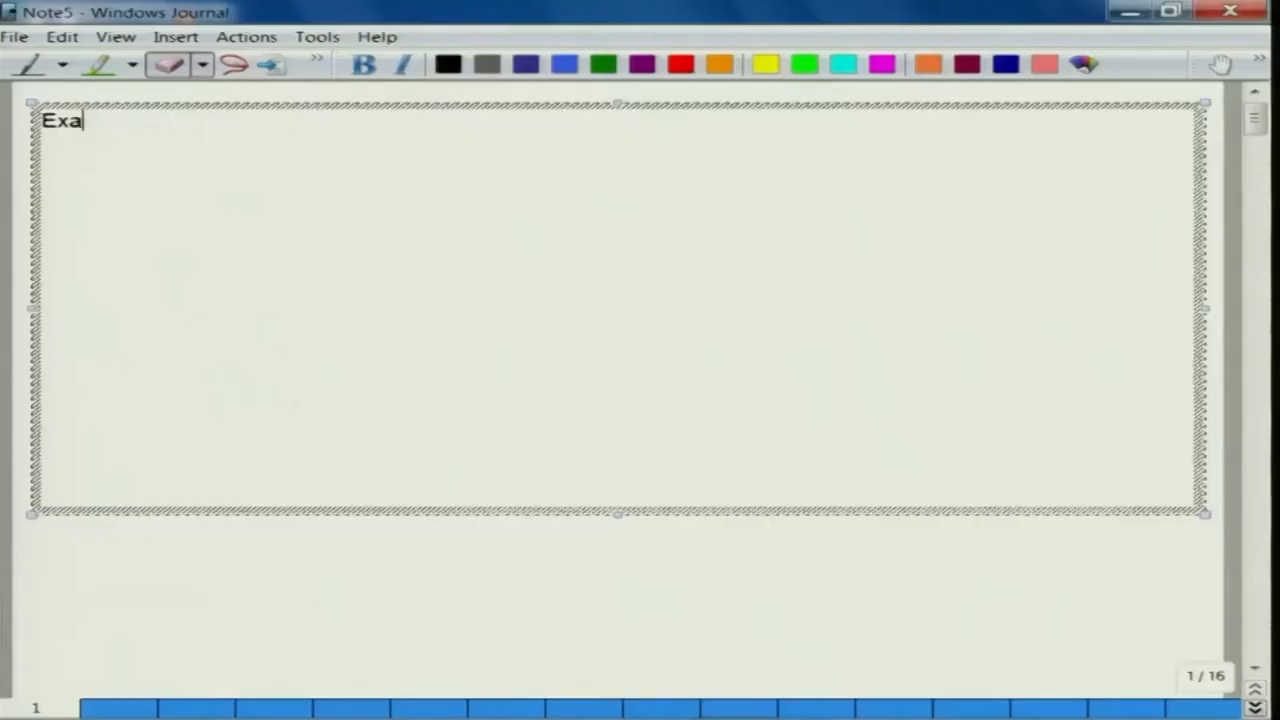 Note5 - Windows Journal
File Edit View Insert Actions Tools Help
B I
Exa
1 / 16
1